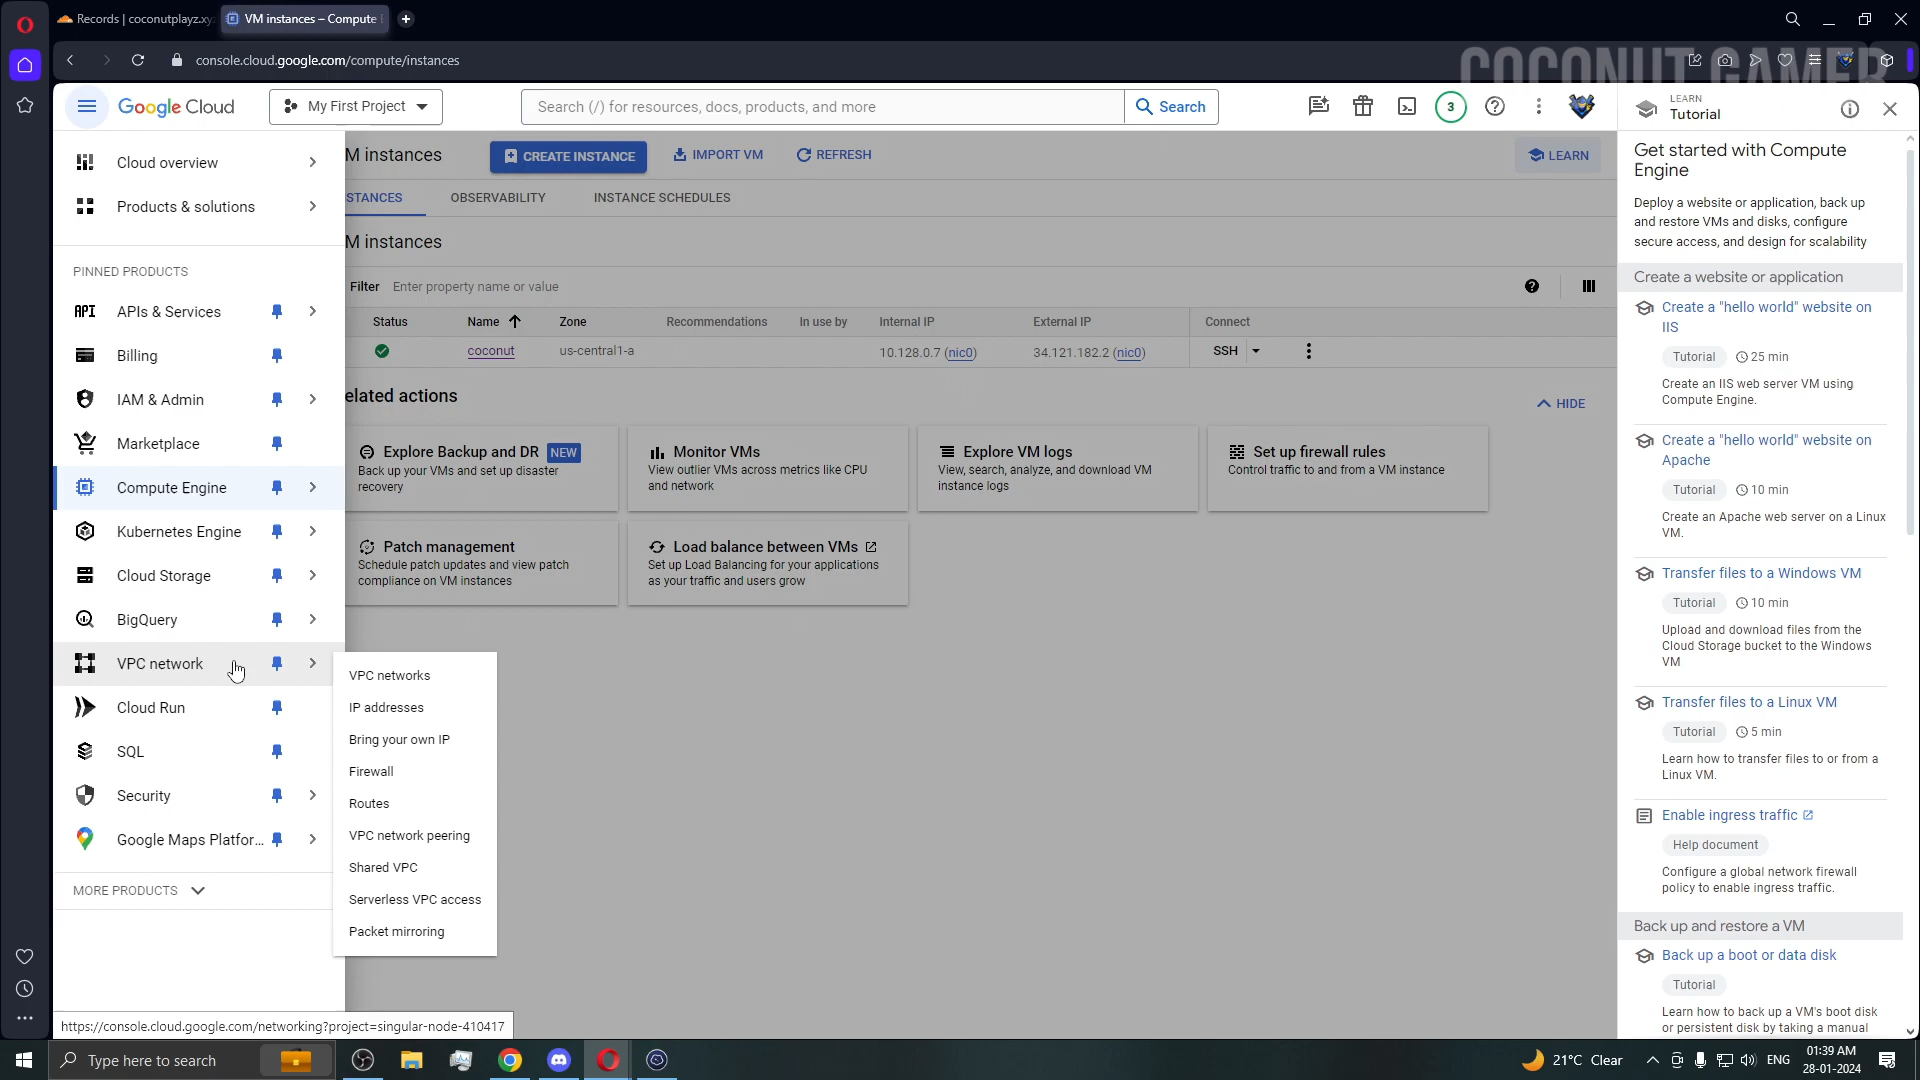 Records | coconutplayz.xy
VM instances – Compute E
console.cloud.google.com/compute/instances
COCONUT GAMER
Google Cloud
My First Project
Search (/) for resources, docs, products, and more
Search
3
LEARN
Tutorial
Cloud overview
Products & solutions
PINNED PRODUCTS
API APIs & Services
Billing
IAM & Admin
Marketplace
Compute Engine
Kubernetes Engine
Cloud Storage
BigQuery
VPC network
Cloud Run
SQL
Security
Google Maps Platfor...
MORE PRODUCTS
VPC networks
IP addresses
Bring your own IP
Firewall
Routes
VPC network peering
Shared VPC
Serverless VPC access
Packet mirroring
M instances
CREATE INSTANCE
IMPORT VM
REFRESH
LEARN
STANCES
OBSERVABILITY
INSTANCE SCHEDULES
M instances
Filter Enter property name or value
Status Name Zone Recommendations In use by Internal IP External IP Connect
coconut us-central1-a 10.128.0.7 (nic0) 34.121.182.2 (nic0) SSH
elated actions
HIDE
Explore Backup and DR NEW
Back up your VMs and set up disaster
recovery
Monitor VMs
View outlier VMs across metrics like CPU
and network
Explore VM logs
View, search, analyze, and download VM
instance logs
Set up firewall rules
Control traffic to and from a VM instance
Patch management
Schedule patch updates and view patch
compliance on VM instances
Load balance between VMs
Set up Load Balancing for your applications
as your traffic and users grow
Get started with Compute
Engine
Deploy a website or application, back up
and restore VMs and disks, configure
secure access, and design for scalability
Create a website or application
Create a "hello world" website on
IIS
Tutorial 25 min
Create an IIS web server VM using
Compute Engine.
Create a "hello world" website on
Apache
Tutorial 10 min
Create an Apache web server on a Linux
VM.
Transfer files to a Windows VM
Tutorial 10 min
Upload and download files from the
Cloud Storage bucket to the Windows
VM
Transfer files to a Linux VM
Tutorial 5 min
Learn how to transfer files to or from a
Linux VM.
Enable ingress traffic
Help document
Configure a global network firewall
policy to enable ingress traffic.
Back up and restore a VM
Back up a boot or data disk
Tutorial
Learn how to back up a VM's boot disk
or persistent disk by taking a manual
https://console.cloud.google.com/networking?project=singular-node-410417
Type here to search
21°C Clear
ENG
01:39 AM
28-01-2024